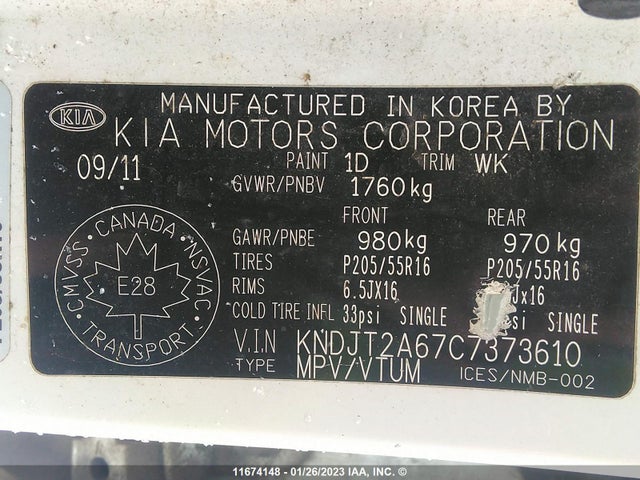 KIA
MANUFACTURED IN KOREA BY
KIA MOTORS CORPORATION
09/11 PAINT 1D TRIM WK
GVWR/PNBV 1760kg
FRONT REAR
GAWR/PNBE 980kg 970kg
TIRES P205/55R16 P205/55R16
RIMS 6.5JX16 Jx16
COLD TIRE INFL 33psi SINGLE SINGLE
V.IN KNDJT2A67C7373610
TYPE MPV/VTUM ICES/NMB-002
CMVSS · CANADA · NSVAC · TRANSPORT ·
E28
11674148 - 01/26/2023 IAA, INC. ©